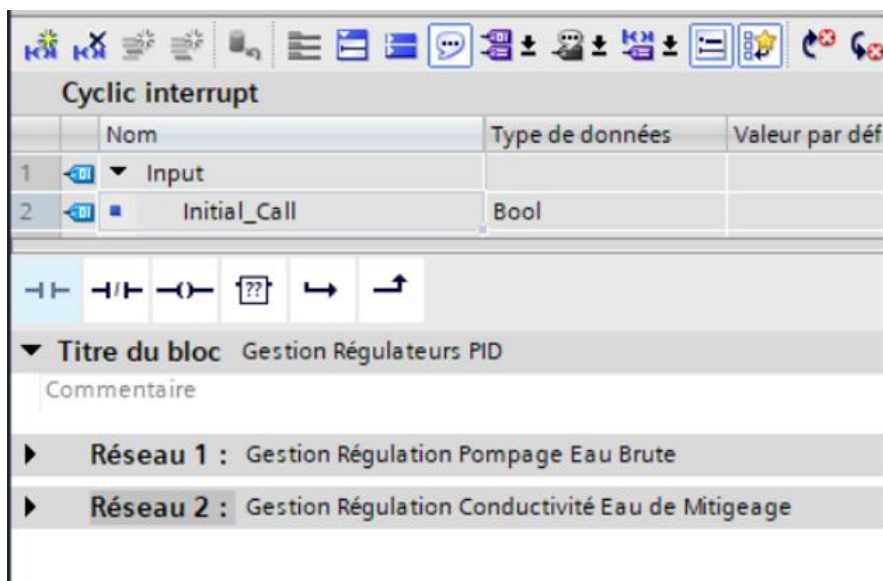 Cyclic interrupt
Nom Type de données Valeur par déf
1 Input
2 Initial_Call Bool
??
Titre du bloc Gestion Régulateurs PID
Commentaire
Réseau 1 : Gestion Régulation Pompage Eau Brute
Réseau 2 : Gestion Régulation Conductivité Eau de Mitigeage